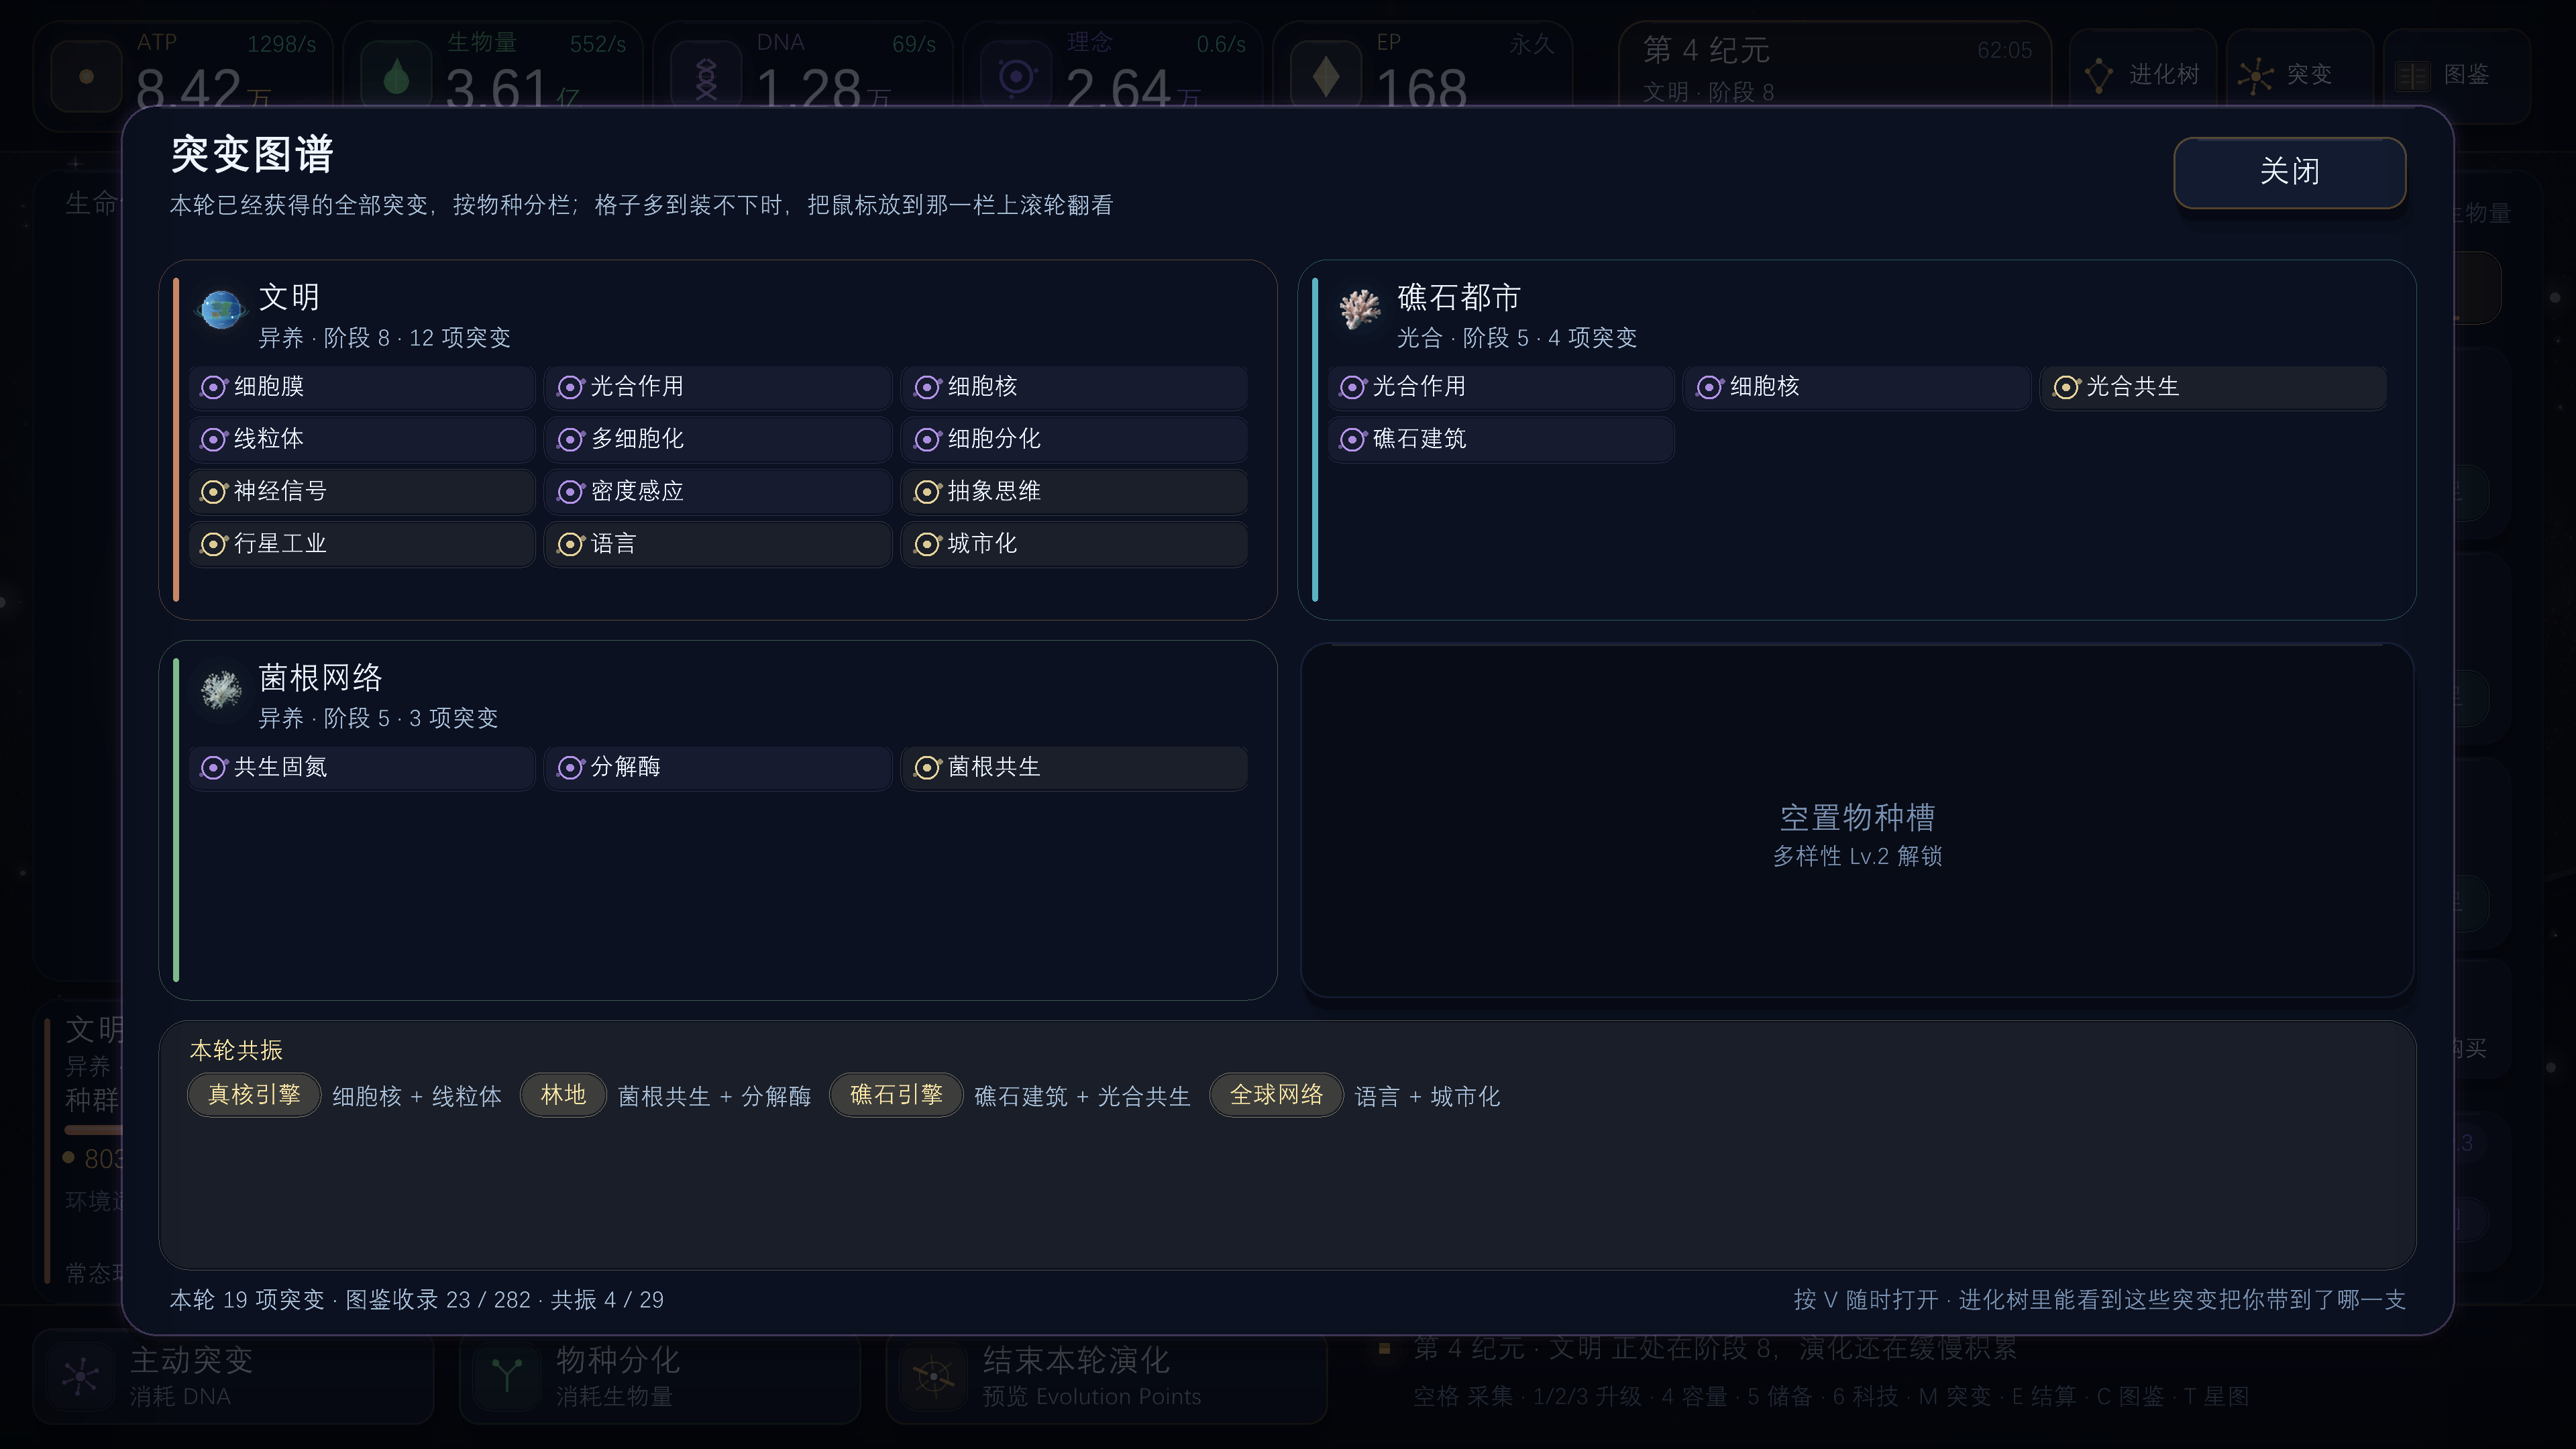 ATP 1298/s 生物量 552/s DNA 69/s 理念 0.6/s EP 永久
8.42万 3.61亿 1.28万 2.64万 168
第 4 纪元 62:05
文明 · 阶段 8
进化树 突变 图鉴
突变图谱
关闭
本轮已经获得的全部突变，按物种分栏；格子多到装不下时，把鼠标放到那一栏上滚轮翻看
生命
生物量
文明
异养 · 阶段 8 · 12 项突变
细胞膜 光合作用 细胞核
线粒体 多细胞化 细胞分化
神经信号 密度感应 抽象思维
行星工业 语言 城市化
礁石都市
光合 · 阶段 5 · 4 项突变
光合作用 细胞核 光合共生
礁石建筑
菌根网络
异养 · 阶段 5 · 3 项突变
共生固氮 分解酶 菌根共生
空置物种槽
多样性 Lv.2 解锁
文明
异养
种群
803
环境
常态
本轮共振
真核引擎 细胞核 + 线粒体 林地 菌根共生 + 分解酶 礁石引擎 礁石建筑 + 光合共生 全球网络 语言 + 城市化
本轮 19 项突变 · 图鉴收录 23 / 282 · 共振 4 / 29
按 V 随时打开 · 进化树里能看到这些突变把你带到了哪一支
主动突变
消耗 DNA
物种分化
消耗生物量
结束本轮演化
预览 Evolution Points
第 4 纪元 · 文明 正处在阶段 8，演化还在缓慢积累
空格 采集 · 1/2/3 升级 · 4 容量 · 5 储备 · 6 科技 · M 突变 · E 结算 · C 图鉴 · T 星图